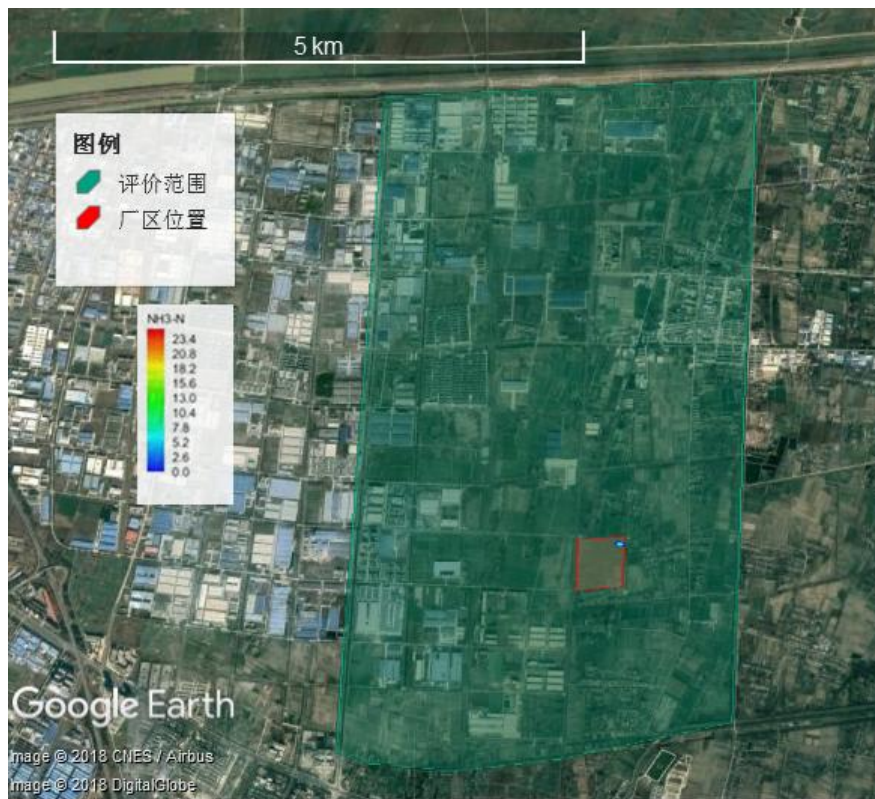 5 km
图例
评价范围
厂区位置
NH3-N
23.4
20.8
18.2
15.6
13.0
10.4
7.8
5.2
2.6
0.0
Google Earth
mage © 2018 CNES / Airbus
mage © 2018 DigitalGlobe